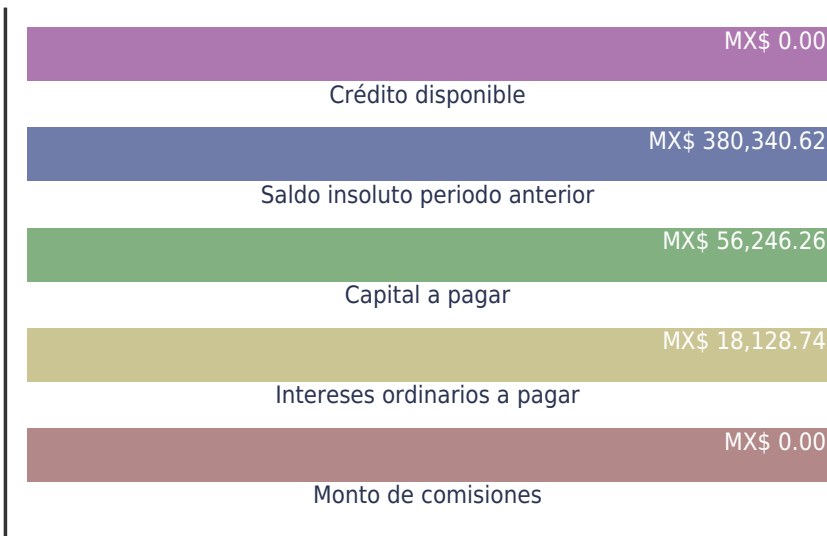 MX$ 0.00
Crédito disponible
MX$ 380,340.62
Saldo insoluto periodo anterior
MX$ 56,246.26
Capital a pagar
MX$ 18,128.74
Intereses ordinarios a pagar
MX$ 0.00
Monto de comisiones